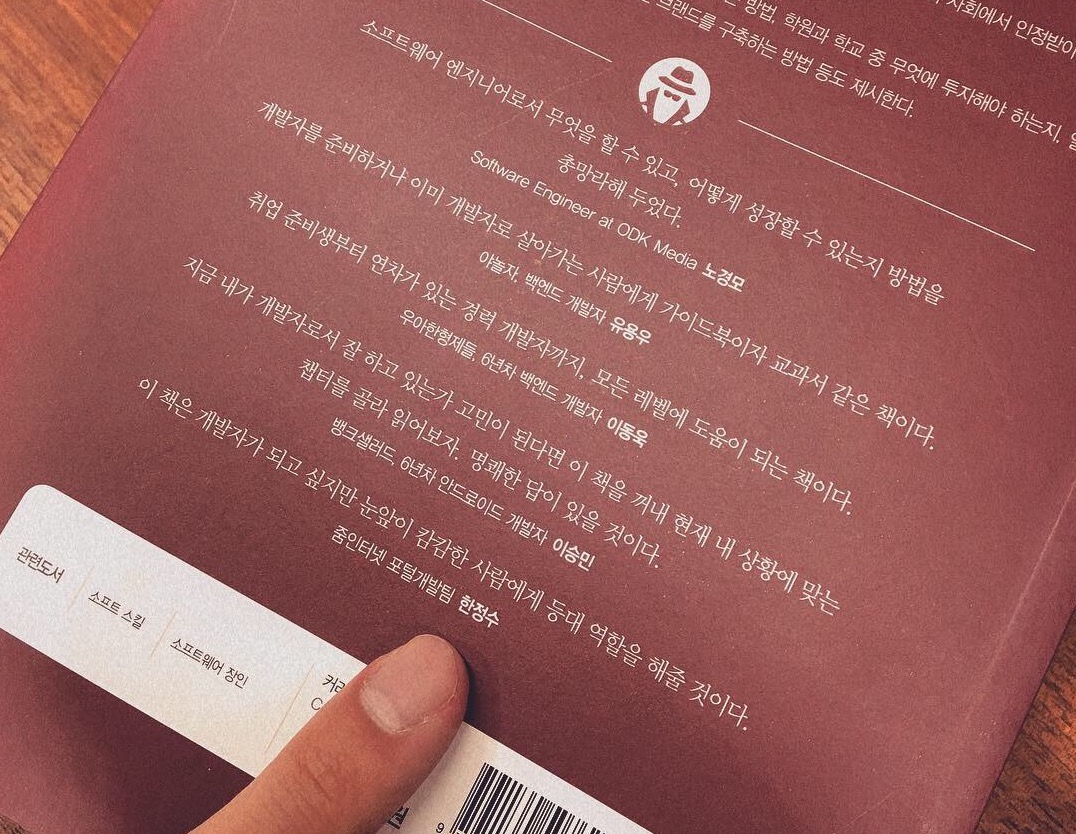 방법, 학원과 학교 중 무엇에 투자해야 하는지,
사회에서 인정받
브랜드를 구축하는 방법 등도 제시한다.
소프트웨어 엔지니어로서 무엇을 할 수 있고, 어떻게 성장할 수 있는지 방법을
총망라해 두었다.
Software Engineer at ODK Media 노경모
개발자를 준비하거나 이미 개발자로 살아가는 사람에게 가이드북이자 교과서 같은 책이다.
야놀자, 백엔드 개발자 유용우
취업 준비생부터 연차가 있는 경력 개발자까지, 모든 레벨에 도움이 되는 책이다.
우아한형제들, 6년차 백엔드 개발자 이동욱
지금 내가 개발자로서 잘 하고 있는가 고민이 된다면 이 책을 꺼내 현재 내 상황에 맞는
챕터를 골라 읽어보자. 명쾌한 답이 있을 것이다.
뱅크샐러드, 6년차 안드로이드 개발자 이승민
이 책은 개발자가 되고 싶지만 눈앞이 캄캄한 사람에게 등대 역할을 해줄 것이다.
줌인터넷 포털개발팀 한정수
관련도서
소프트 스킬
소프트웨어 장인
커리
C
원
9